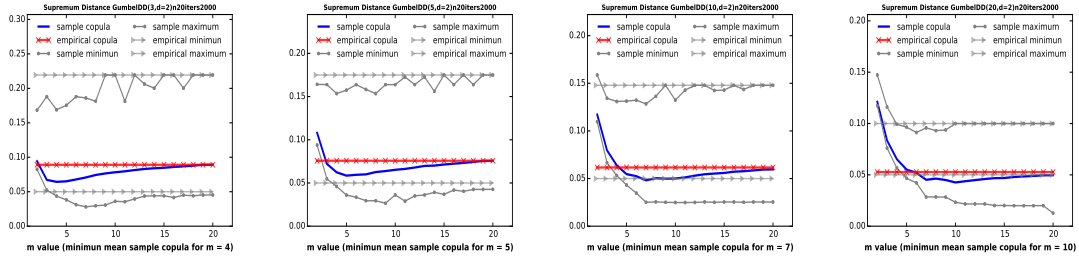 Supremum Distance GumbelDD(3,d=2)n20iters2000
0.30
0.25
0.20
0.15
0.10
0.05
0.00
sample copula
sample maximum
empirical copula
empirical minimun
sample minimun
empirical maximum
5
10
15
20
m value (minimun mean sample copula for m = 4)
Supremum Distance GumbelDD(5,d=2)n20iters2000
0.20
0.15
0.10
0.05
0.00
sample copula
sample maximum
empirical copula
empirical minimun
sample minimun
empirical maximum
5
10
15
20
m value (minimun mean sample copula for m = 5)
Supremum Distance GumbelDD(10,d=2)n20iters2000
0.20
0.15
0.10
0.05
0.00
sample copula
sample maximum
empirical copula
empirical minimun
sample minimun
empirical maximum
5
10
15
20
m value (minimun mean sample copula for m = 7)
Supremum Distance GumbelDD(20,d=2)n20iters2000
0.20
0.15
0.10
0.05
0.00
sample copula
sample maximum
empirical copula
empirical minimun
sample minimun
empirical maximum
5
10
15
20
m value (minimun mean sample copula for m = 10)